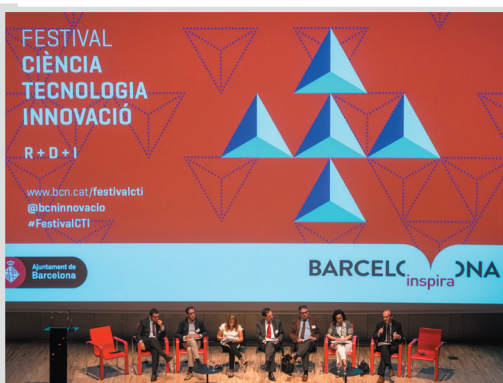 FESTIVAL
CIÈNCIA
TECNOLOGIA
INNOVACIÓ
R+D+I
www.bcn.cat/festivalcti
@bcninnovacio
#FestivalCTI
Ajuntament de
Barcelona
BARCELONA
inspira